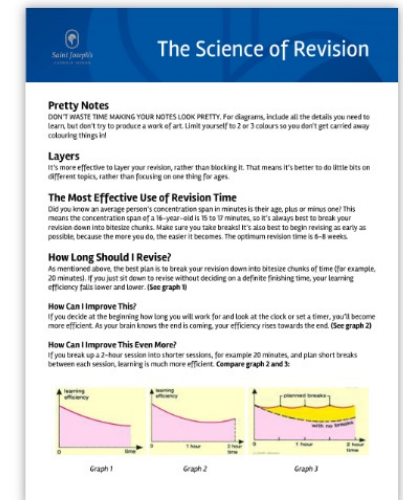 Saint Joseph's
The Science of Revision
Pretty Notes
DON'T WASTE TIME MAKING YOUR NOTES LOOK PRETTY. For diagrams, include all the details you need to
learn, but don't try to produce a work of art. Limit yourself to 2 or 3 colours so you don't get carried away
colouring things in!
Layers
It's more effective to layer your revision, rather than blocking it. That means it's better to do little bits on
different topics, rather than focusing on one thing for ages.
The Most Effective Use of Revision Time
Did you know an average person's concentration span in minutes is their age, plus or minus one? This
means the concentration span of a 16-year-old is 15 to 17 minutes, so it's always best to break your
revision down into bitesize chunks. Make sure you take breaks! It's also best to begin revising as early as
possible, because the more you do, the easier it becomes. The optimum revision time is 6-8 weeks.
How Long Should I Revise?
As mentioned above, the best plan is to break your revision down into bitesize chunks of time (for example,
20 minutes). If you just sit down to revise without deciding on a definite finishing time, your learning
efficiency falls lower and lower. (See graph 1)
How Can I Improve This?
If you decide at the beginning how long you will work for and look at the clock or set a timer, you'll become
more efficient. As your brain knows the end is coming, your efficiency rises towards the end. (See graph 2)
How Can I Improve This Even More?
If you break up a 2-hour session into shorter sessions, for example 20 minutes, and plan short breaks
between each session, learning is much more efficient. Compare graph 2 and 3:
learning
efficiency
0
time
learning
efficiency
1 hour
2 hour
time
planned breaks
with no breaks
0
1 hour
2 hour
time
Graph 1
Graph 2
Graph 3